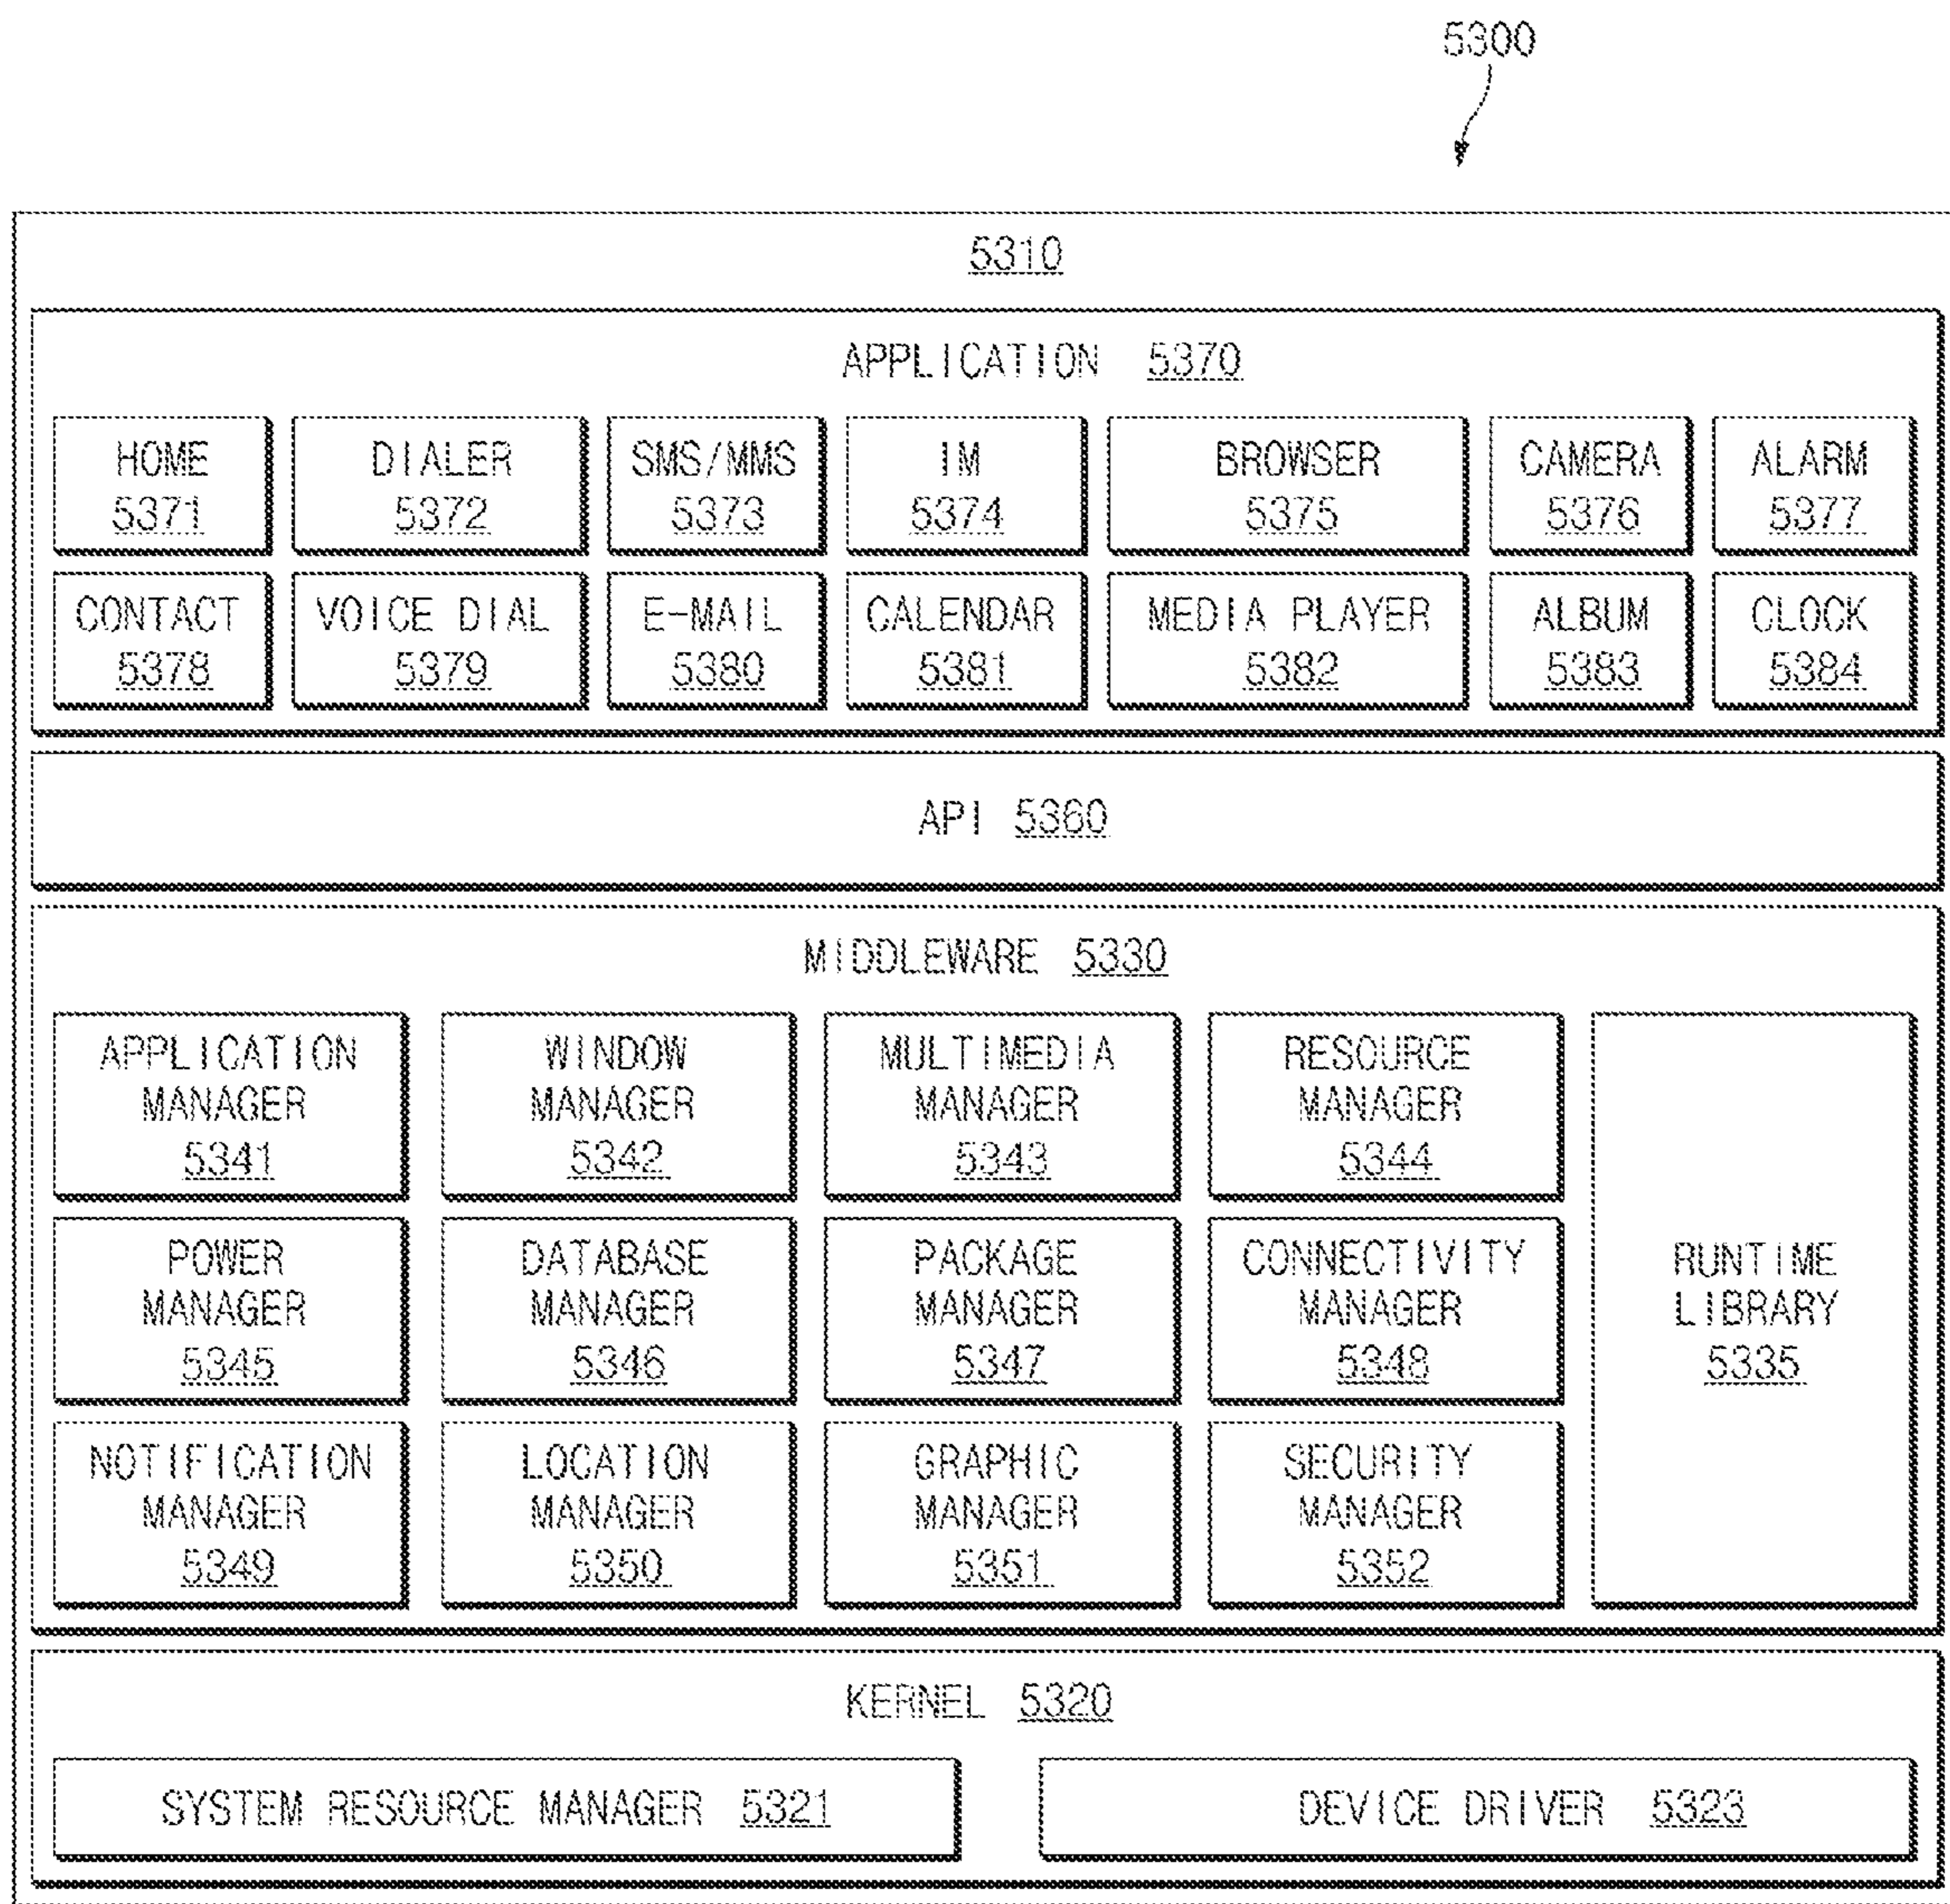 5300
5310
APPLICATION 5370
HOME
5371
DIALER
5372
SMS/MMS
5373
IM
5374
BROWSER
5375
CAMERA
5376
ALARM
5377
CONTACT
5378
VOICE DIAL
5379
E-MAIL
5380
CALENDAR
5381
MEDIA PLAYER
5382
ALBUM
5383
CLOCK
5384
API 5360
MIDDLEWARE 5330
APPLICATION
MANAGER
5341
WINDOW
MANAGER
5342
MULTIMEDIA
MANAGER
5343
RESOURCE
MANAGER
5344
POWER
MANAGER
5345
DATABASE
MANAGER
5346
PACKAGE
MANAGER
5347
CONNECTIVITY
MANAGER
5348
NOTIFICATION
MANAGER
5349
LOCATION
MANAGER
5350
GRAPHIC
MANAGER
5351
SECURITY
MANAGER
5352
RUNTIME
LIBRARY
5335
KERNEL 5320
SYSTEM RESOURCE MANAGER 5321
DEVICE DRIVER 5323